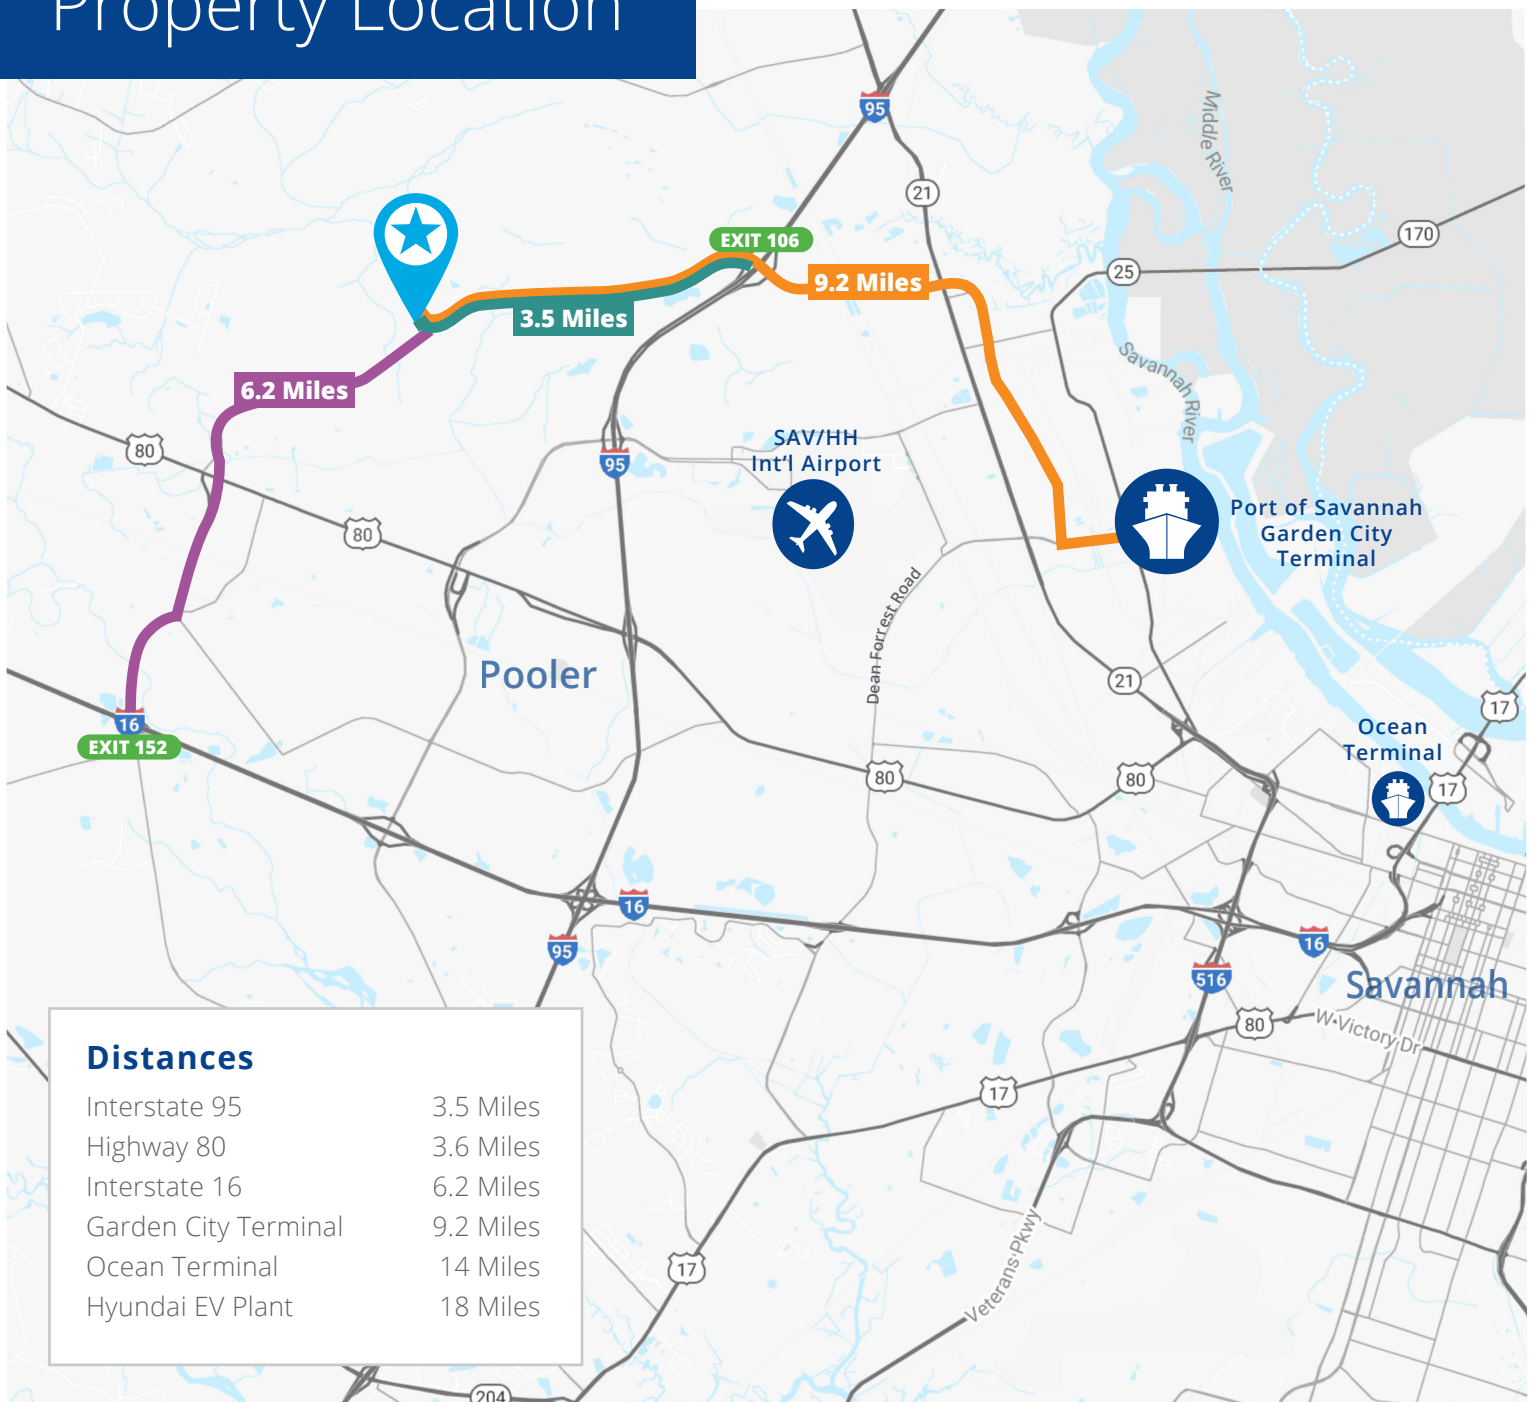 Property Location
95
Middle River
21
170
EXIT 106
25
9.2 Miles
3.5 Miles
Savannah River
6.2 Miles
80
SAV/HH
Int'l Airport
95
Port of Savannah
Garden City
Terminal
80
Dean Forrest Road
Pooler
21
17
16
EXIT 152
Ocean
Terminal
80
80
17
16
95
16
516
Savannah
80
W Victory Dr
17
Distances
Interstate 95 3.5 Miles
Highway 80 3.6 Miles
Interstate 16 6.2 Miles
Garden City Terminal 9.2 Miles
Ocean Terminal 14 Miles
Hyundai EV Plant 18 Miles
17
Veterans Pkwy
204